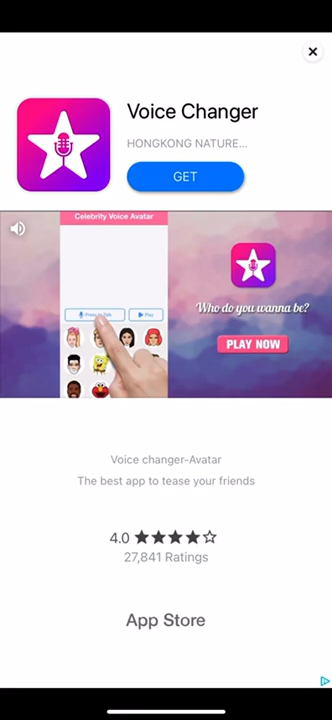 Voice Changer
HONGKONG NATURE...
GET
Celebrity Voice Avatar
Play
Who do you wanna be?
PLAY NOW
Voice changer-Avatar
The best app to tease your friends
4.0
27,841 Ratings
App Store